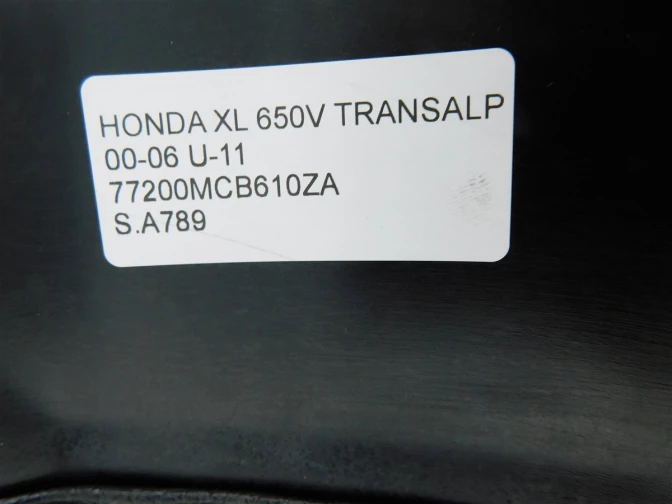 HONDA XL 650V TRANSALP
00-06 U-11
77200MCB610ZA
S.A789